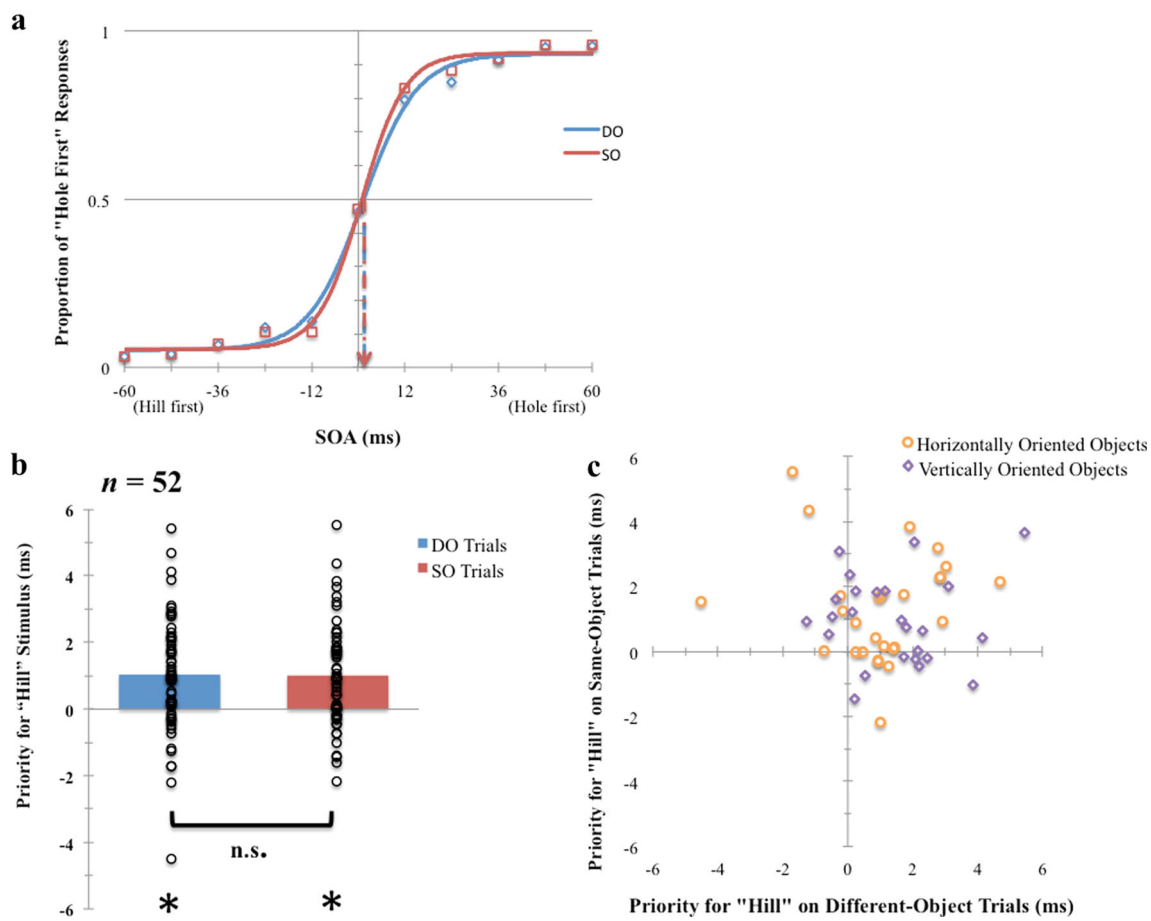 a
Proportion of "Hole First" Responses
1
0.5
0
DO
SO
-60
-36
-12
12
36
60
(Hill first)
(Hole first)
SOA (ms)
b
n = 52
Priority for “Hill” Stimulus (ms)
6
4
2
0
-2
-4
-6
DO Trials
SO Trials
n.s.
*
*
c
Horizontally Oriented Objects
Vertically Oriented Objects
Priority for "Hill" on Same-Object Trials (ms)
6
4
2
0
-2
-4
-6
-6
-4
-2
0
2
4
6
Priority for "Hill" on Different-Object Trials (ms)